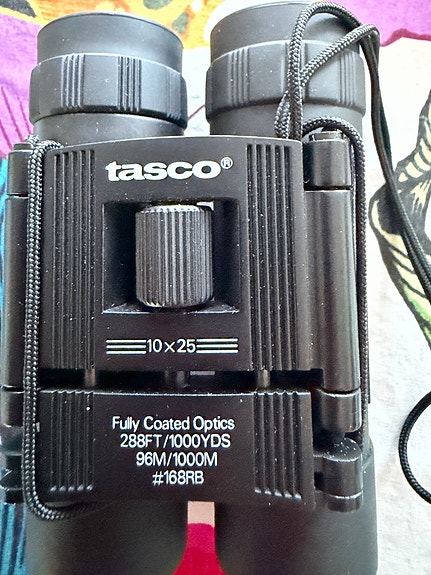 tasco®
10×25
Fully Coated Optics
288FT/1000YDS
96M/1000M
#168RB